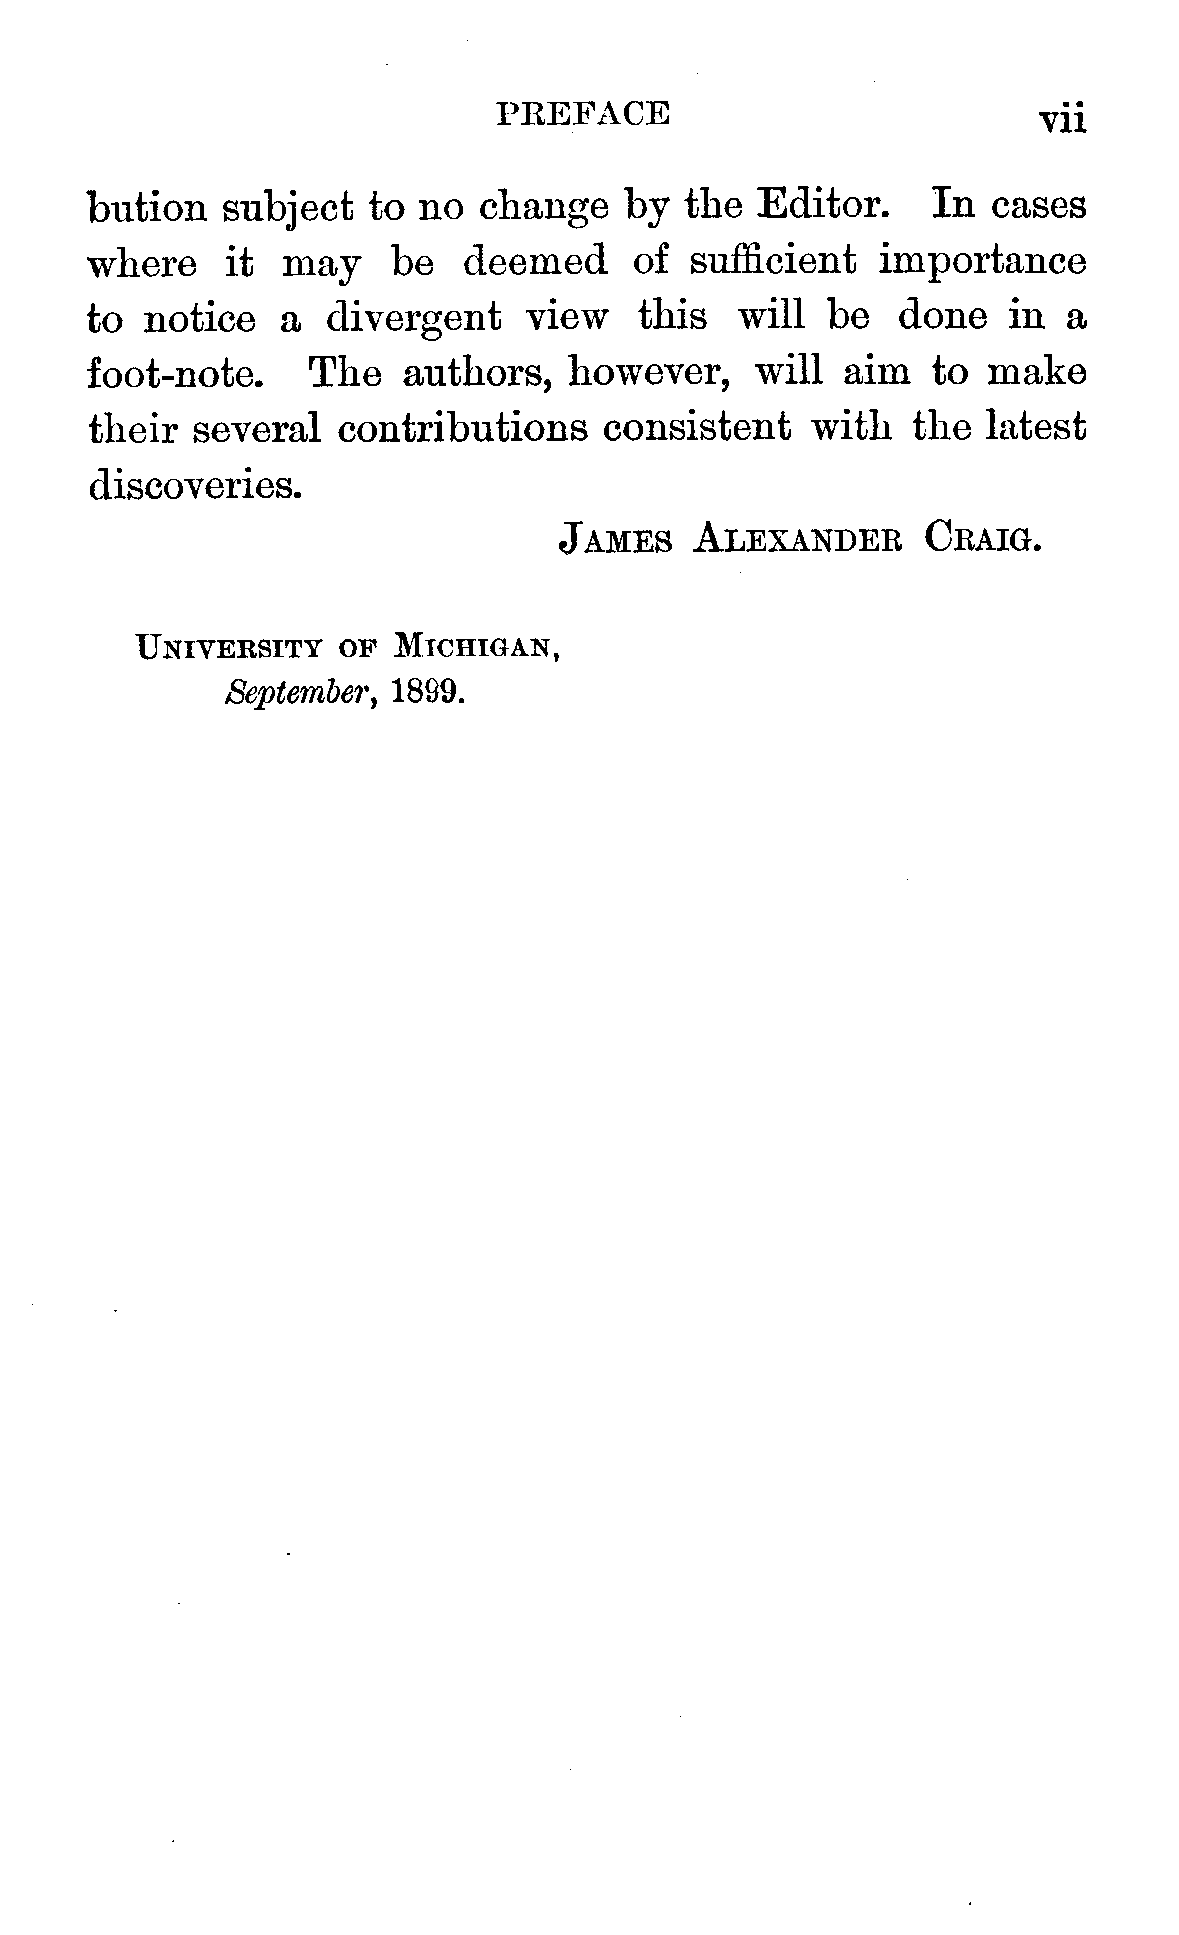 PREFACE vii
bution subject to no change by the Editor. In cases
where it may be deemed of sufficient importance
to notice a divergent view this will be done in a
foot-note. The authors, however, will aim to make
their several contributions consistent with the latest
discoveries.
JAMES ALEXANDER CRAIG.
UNIVERSITY OF MICHIGAN,
September, 1899.